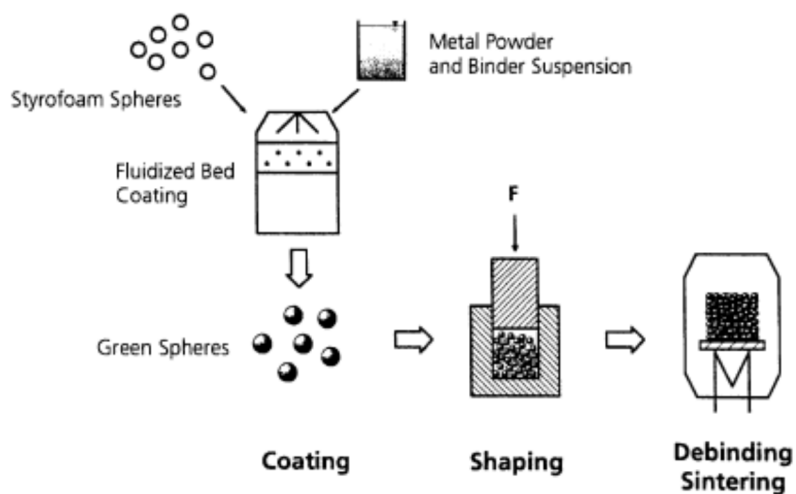 Metal Powder
and Binder Suspension
Styrofoam Spheres
Fluidized Bed
Coating
F
Green Spheres
Coating
Shaping
Debinding
Sintering